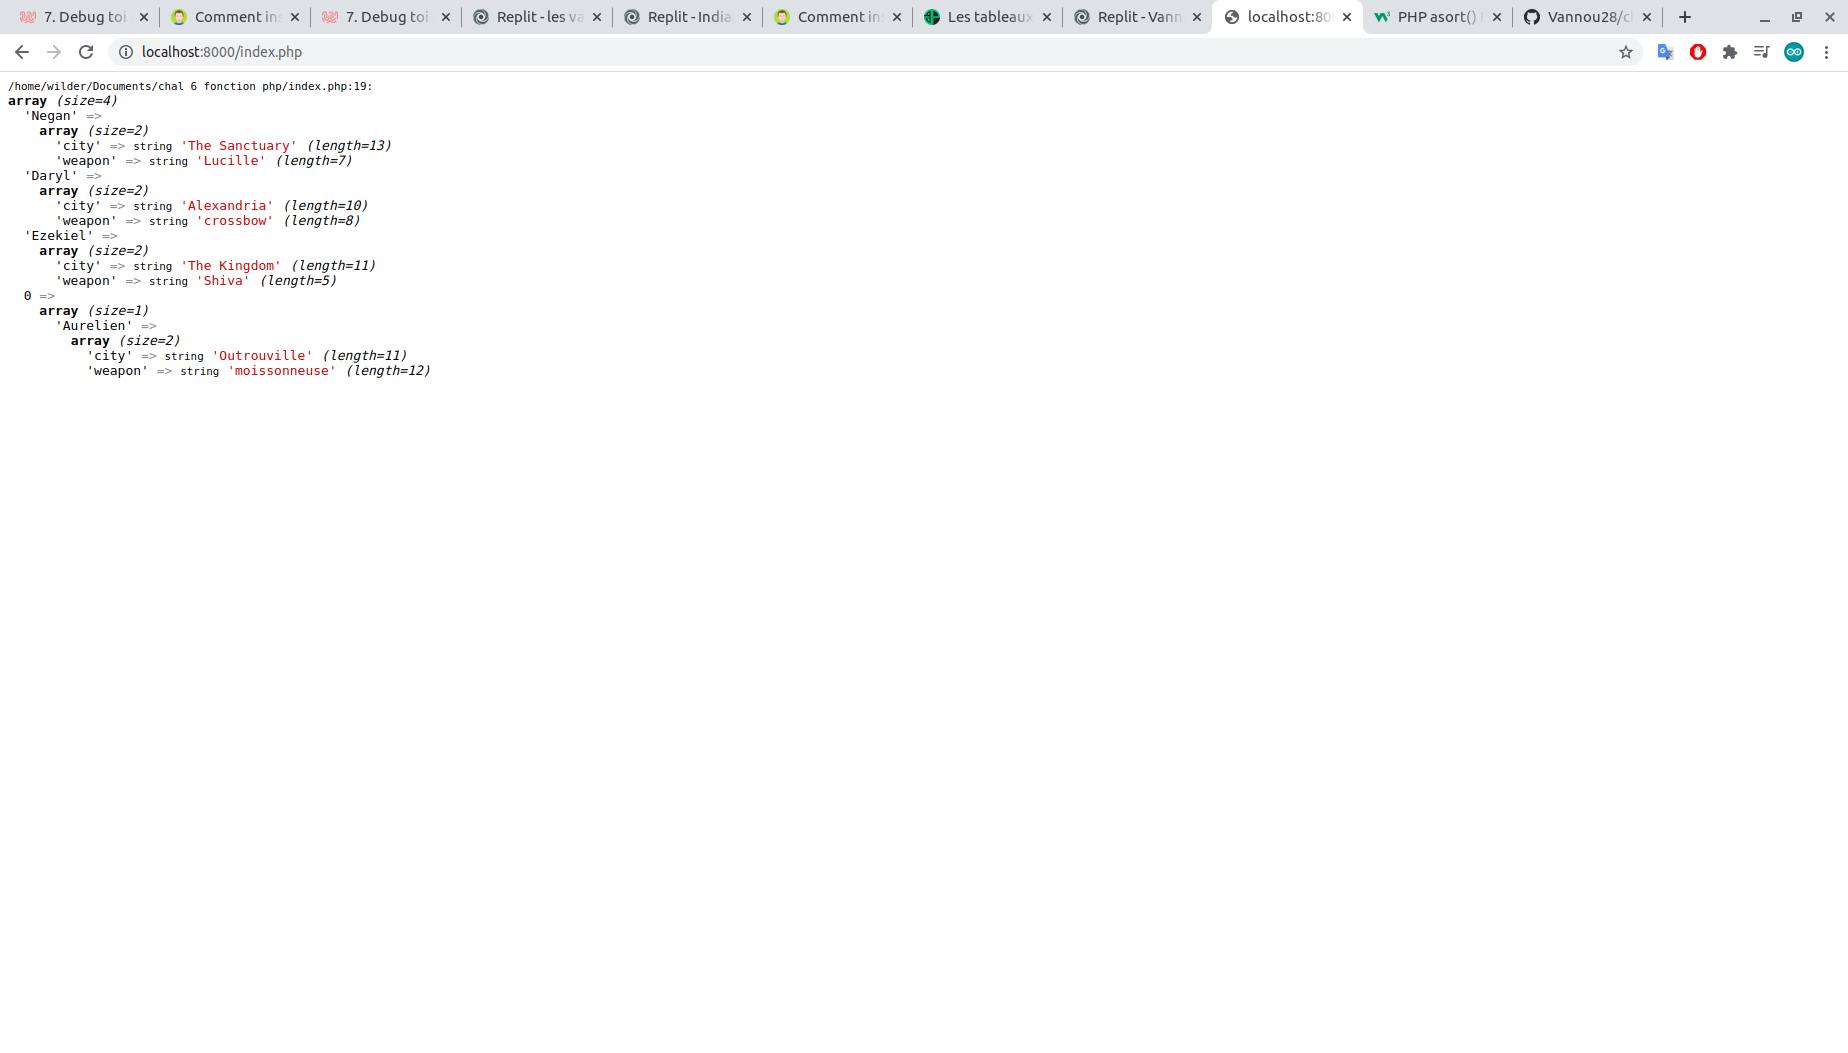 7. Debug toi
Comment in
7. Debug toi
Replit - les va
Replit - India
Comment in
Les tableaux
Replit - Vann
localhost:80
PHP asort()
Vannou28/c
localhost:8000/index.php
/home/wilder/Documents/chal 6 fonction php/index.php:19:
array (size=4)
'Negan' =>
array (size=2)
'city' => string 'The Sanctuary' (length=13)
'weapon' => string 'Lucille' (length=7)
'Daryl' =>
array (size=2)
'city' => string 'Alexandria' (length=10)
'weapon' => string 'crossbow' (length=8)
'Ezekiel' =>
array (size=2)
'city' => string 'The Kingdom' (length=11)
'weapon' => string 'Shiva' (length=5)
0 =>
array (size=1)
'Aurelien' =>
array (size=2)
'city' => string 'Outrouville' (length=11)
'weapon' => string 'moissonneuse' (length=12)